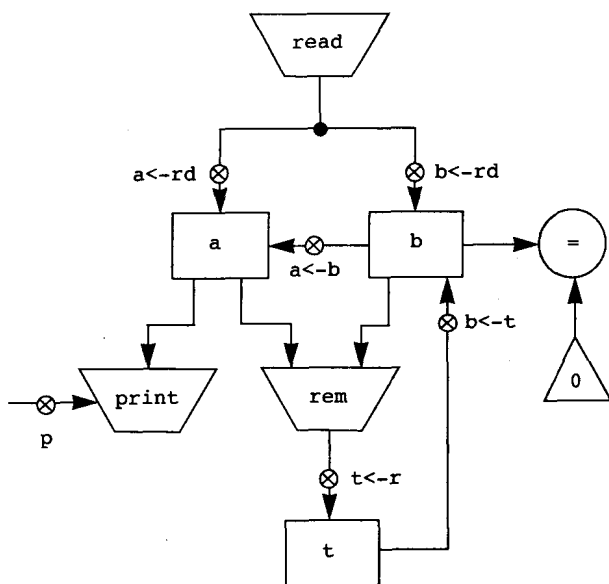 read
a<-rd
b<-rd
a
b
=
a<-b
b<-t
print
rem
0
p
t<-r
t